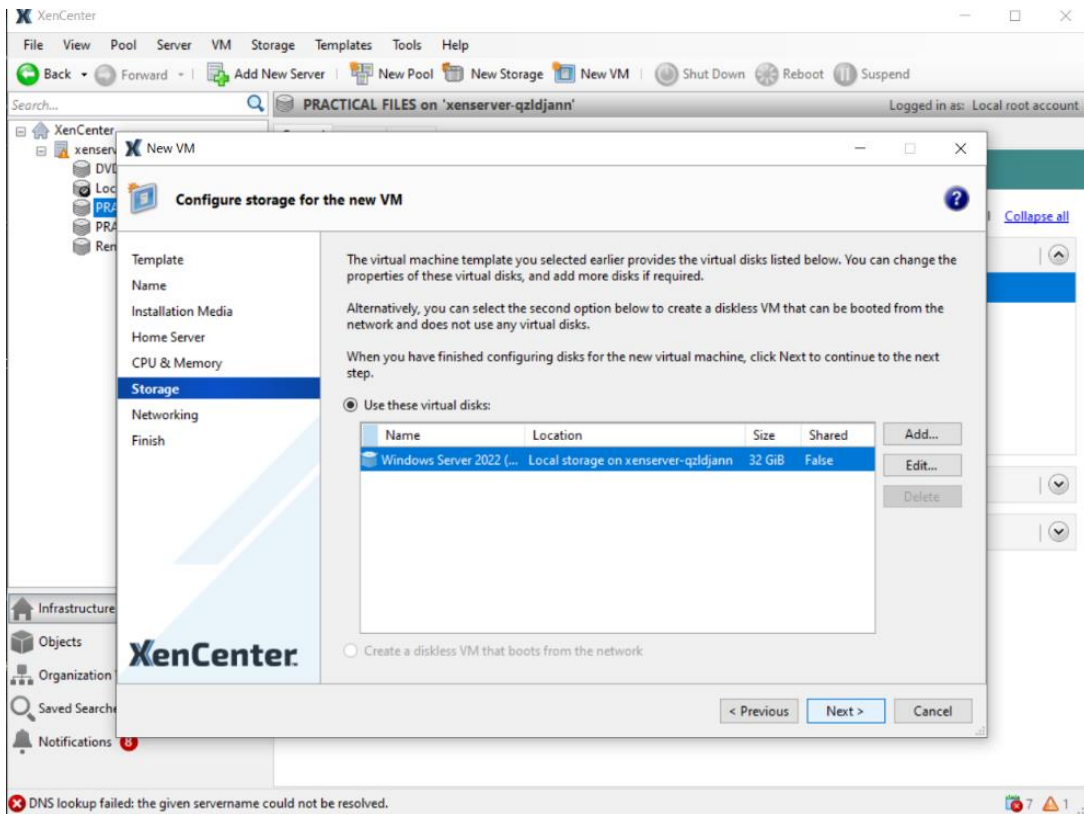 XenCenter
File View Pool Server VM Storage Templates Tools Help
Back Forward Add New Server New Pool New Storage New VM Shut Down Reboot Suspend
Search... PRACTICAL FILES on 'xenserver-qzldjann' Logged in as: Local root account
XenCenter
xenserv
New VM
DVD
Loc
Configure storage for the new VM
PRA
PRA
Collapse all
Ren
Template
Name
Installation Media
Home Server
CPU & Memory
Storage
Networking
Finish
The virtual machine template you selected earlier provides the virtual disks listed below. You can change the
properties of these virtual disks, and add more disks if required.
Alternatively, you can select the second option below to create a diskless VM that can be booted from the
network and does not use any virtual disks.
When you have finished configuring disks for the new virtual machine, click Next to continue to the next
step.
Use these virtual disks:
Name Location Size Shared
Windows Server 2022 (... Local storage on xenserver-qzldjann 32 GiB False
Add...
Edit...
Delete
Create a diskless VM that boots from the network
XenCenter
< Previous Next > Cancel
Infrastructure
Objects
Organization
Saved Searche
Notifications 8
DNS lookup failed: the given servername could not be resolved. 7 1